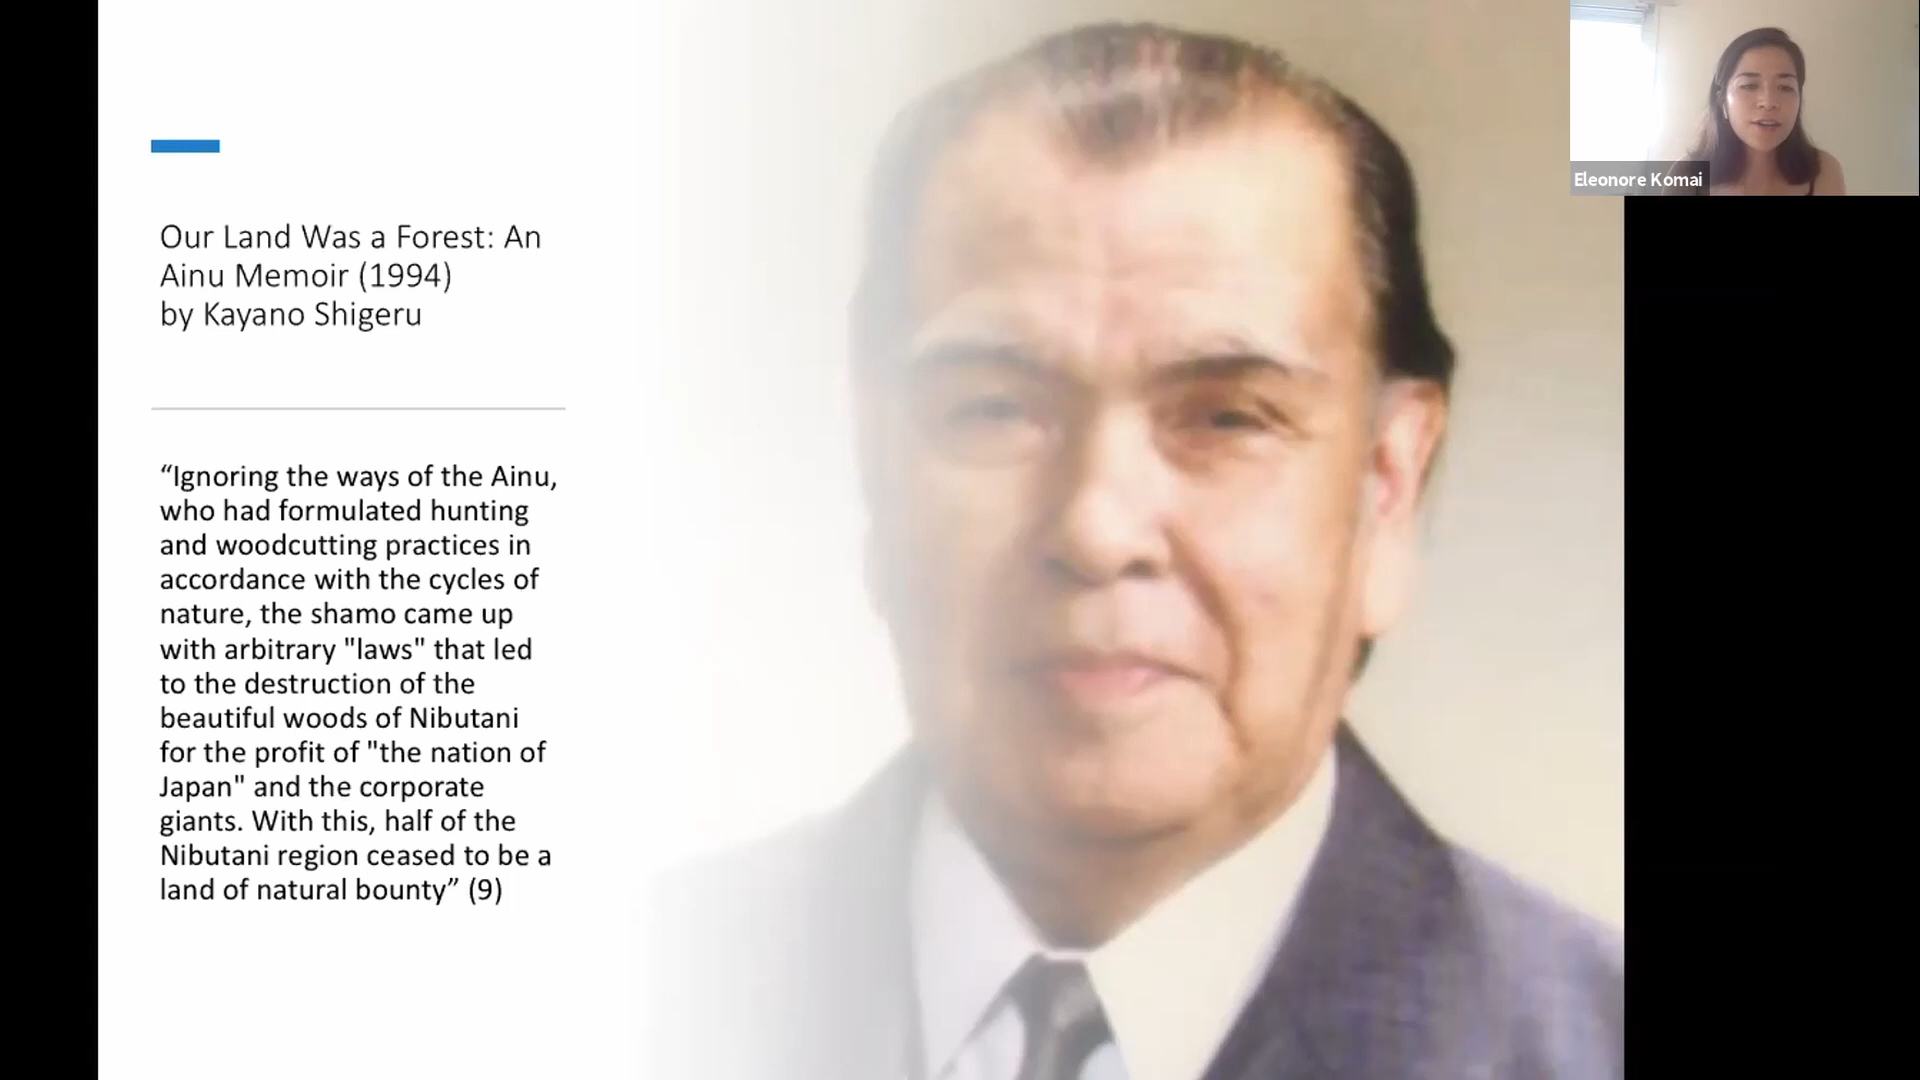 Our Land Was a Forest: An
Ainu Memoir (1994)
by Kayano Shigeru
“Ignoring the ways of the Ainu,
who had formulated hunting
and woodcutting practices in
accordance with the cycles of
nature, the shamo came up
with arbitrary "laws" that led
to the destruction of the
beautiful woods of Nibutani
for the profit of "the nation of
Japan" and the corporate
giants. With this, half of the
Nibutani region ceased to be a
land of natural bounty” (9)
Eleonore Komai